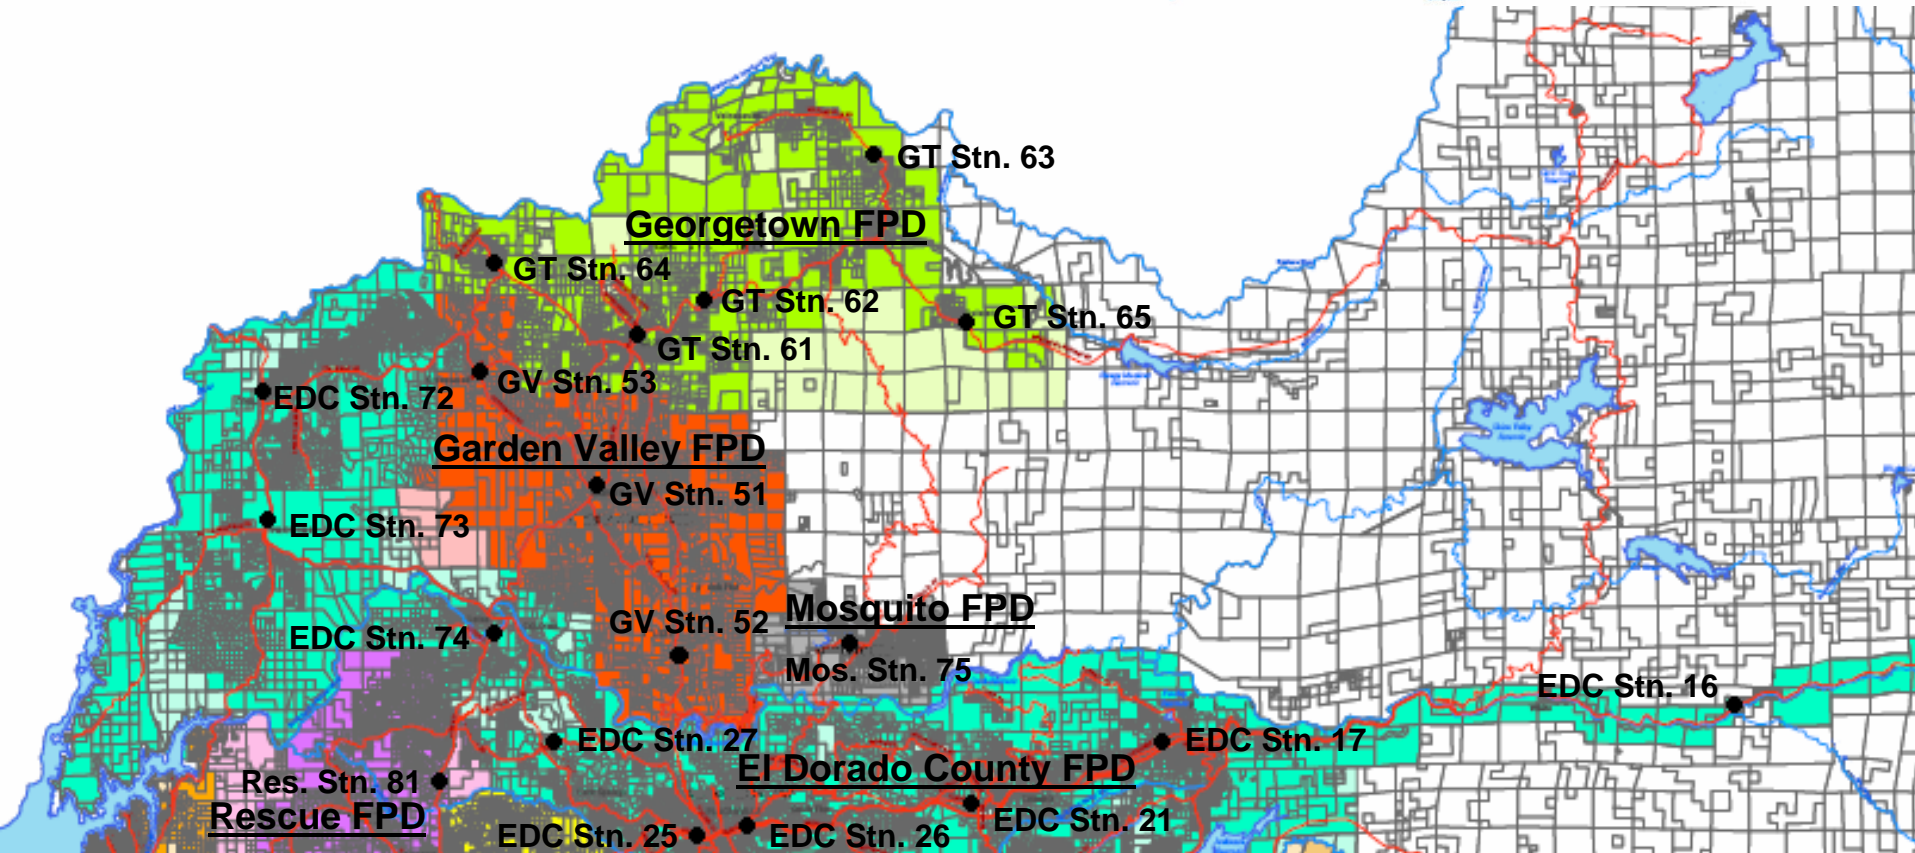 GT Stn. 63
Georgetown FPD
GT Stn. 64
GT Stn. 62
GT Stn. 65
GT Stn. 61
GV Stn. 53
EDC Stn. 72
Garden Valley FPD
GV Stn. 51
EDC Stn. 73
Mosquito FPD
GV Stn. 52
EDC Stn. 74
Mos. Stn. 75
EDC Stn. 16
EDC Stn. 27
EDC Stn. 17
El Dorado County FPD
Res. Stn. 81
Rescue FPD
EDC Stn. 21
EDC Stn. 25
EDC Stn. 26